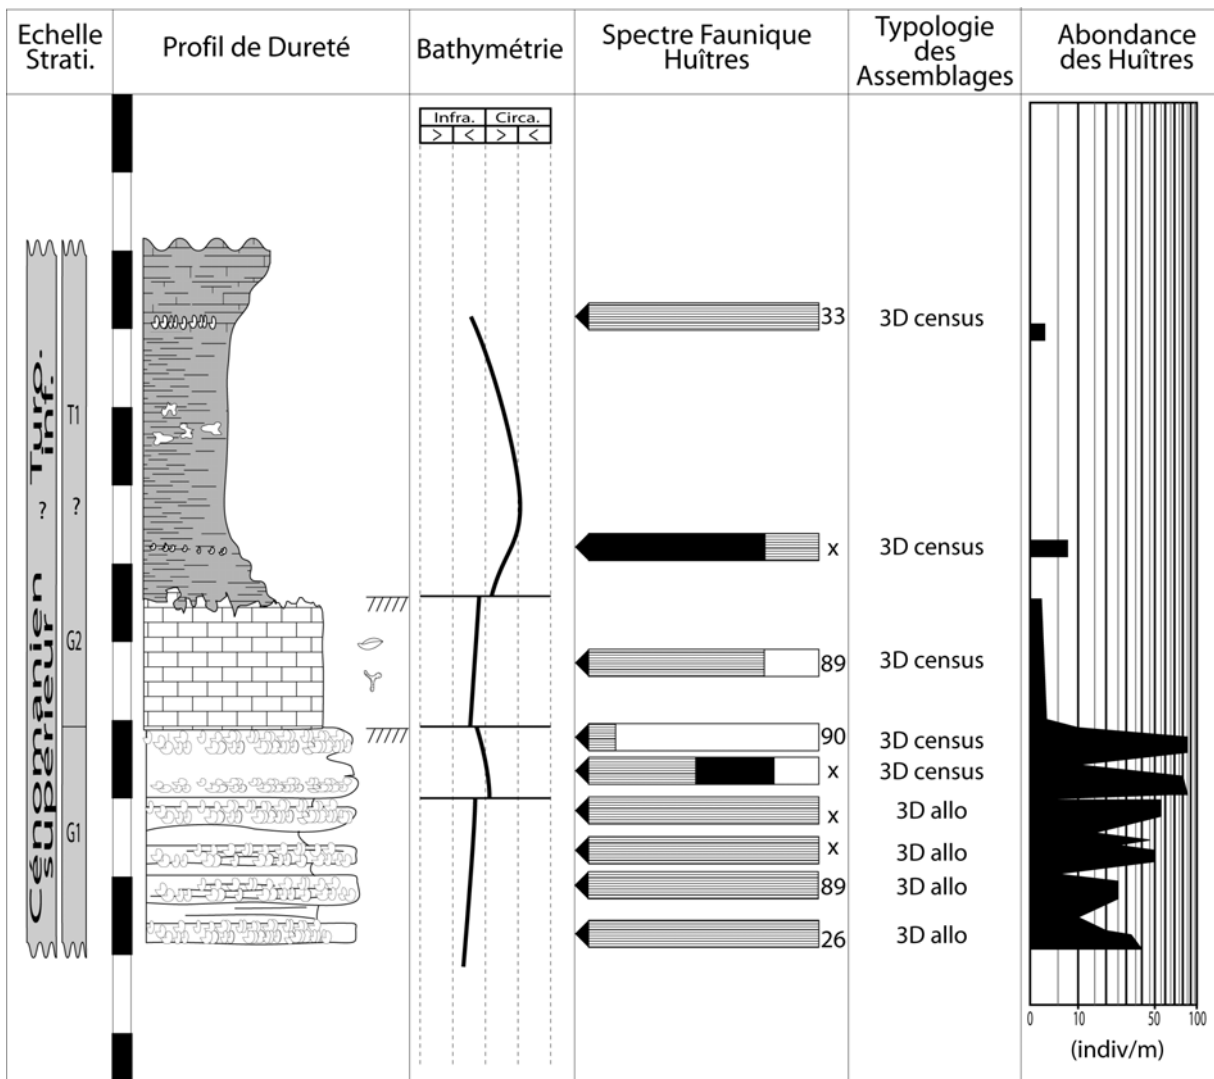 Echelle
Strati.
Profil de Dureté
Bathymétrie
Spectre Faunique
Huîtres
Typologie
des
Assemblages
Abondance
des Huîtres
Infra. Circa.
> < > <
Cénomanien
supérieur
?
Turo.
inf.
T1
?
G2
G1
33 3D census
x 3D census
89 3D census
90 3D census
x 3D census
x 3D allo
x 3D allo
89 3D allo
26 3D allo
0 10 50 100
(indiv/m)